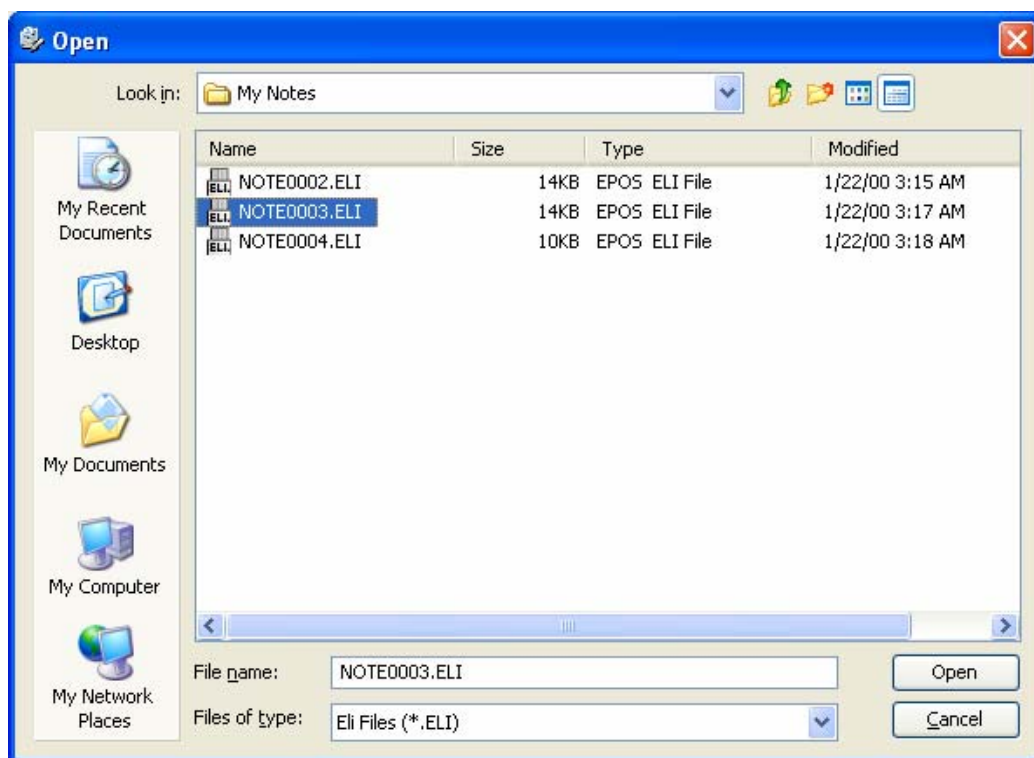 Open
Look in: My Notes
Name Size Type Modified
ELI NOTE0002.ELI 14KB EPOS ELI File 1/22/00 3:15 AM
ELI NOTE0003.ELI 14KB EPOS ELI File 1/22/00 3:17 AM
ELI NOTE0004.ELI 10KB EPOS ELI File 1/22/00 3:18 AM
My Recent
Documents
Desktop
My Documents
My Computer
My Network
Places
File name: NOTE0003.ELI Open
Files of type: Eli Files (*.ELI) Cancel